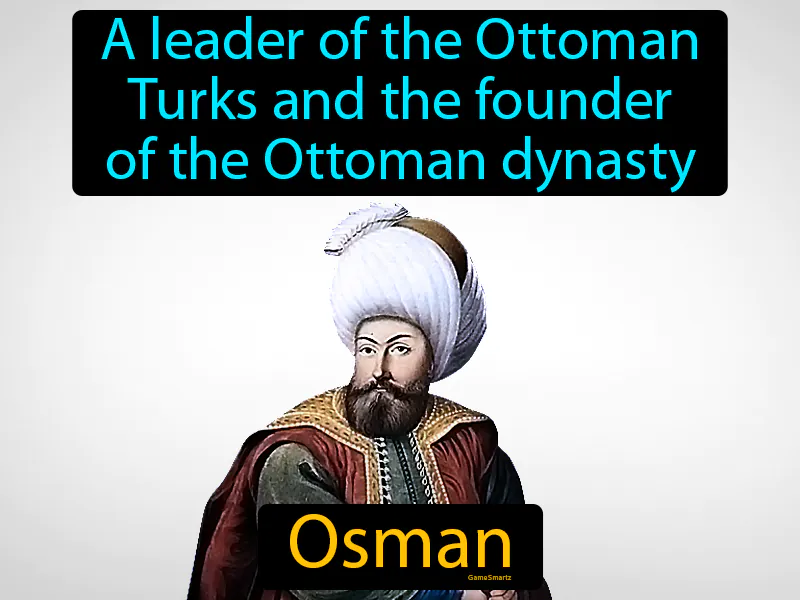 A leader of the Ottoman
Turks and the founder
of the Ottoman dynasty
Osman
GameSmartz